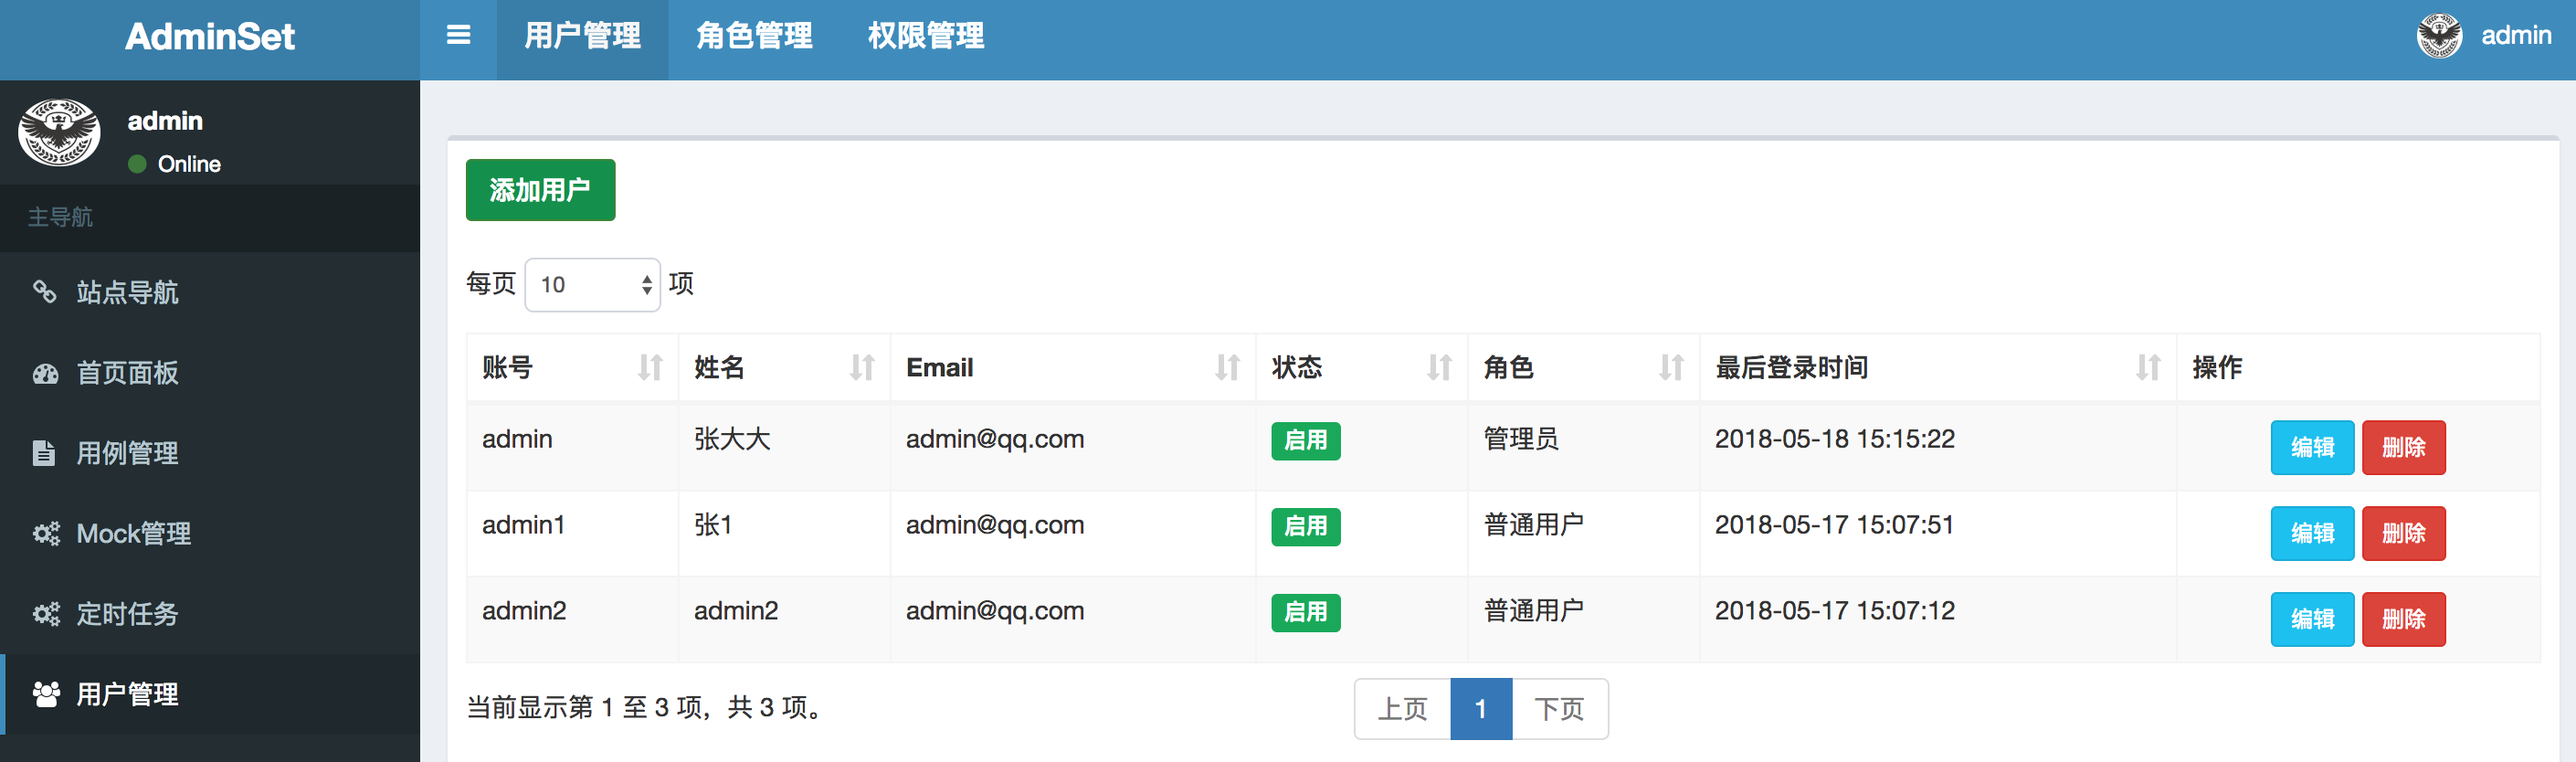 AdminSet 用户管理 角色管理 权限管理 admin
admin
Online
主导航
站点导航
首页面板
用例管理
Mock管理
定时任务
用户管理
添加用户
每页 10 项
账号 姓名 Email 状态 角色 最后登录时间 操作
admin 张大大 admin@qq.com 启用 管理员 2018-05-18 15:15:22 编辑 删除
admin1 张1 admin@qq.com 启用 普通用户 2018-05-17 15:07:51 编辑 删除
admin2 admin2 admin@qq.com 启用 普通用户 2018-05-17 15:07:12 编辑 删除
当前显示第 1 至 3 项，共 3 项。 上页 1 下页